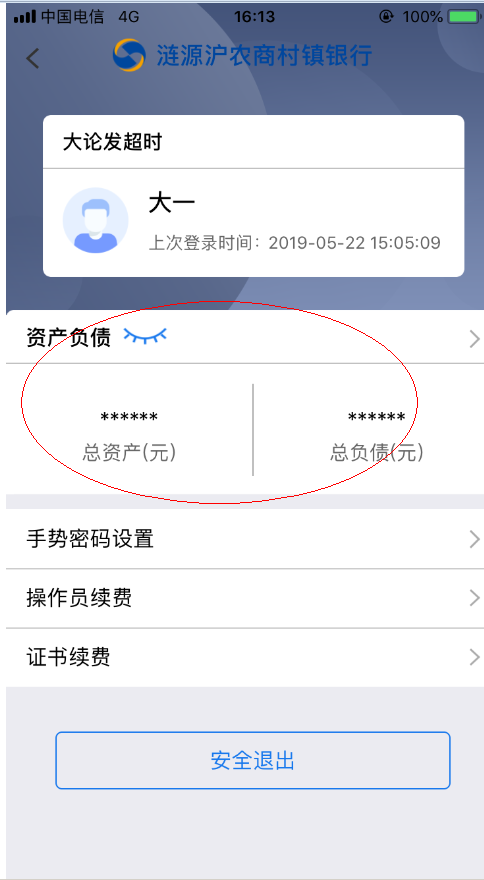 中国电信 4G 16:13 100%
涟源沪农商村镇银行
大论发超时
大一
上次登录时间：2019-05-22 15:05:09
资产负债
****** ******
总资产(元) 总负债(元)
手势密码设置
操作员续费
证书续费
安全退出